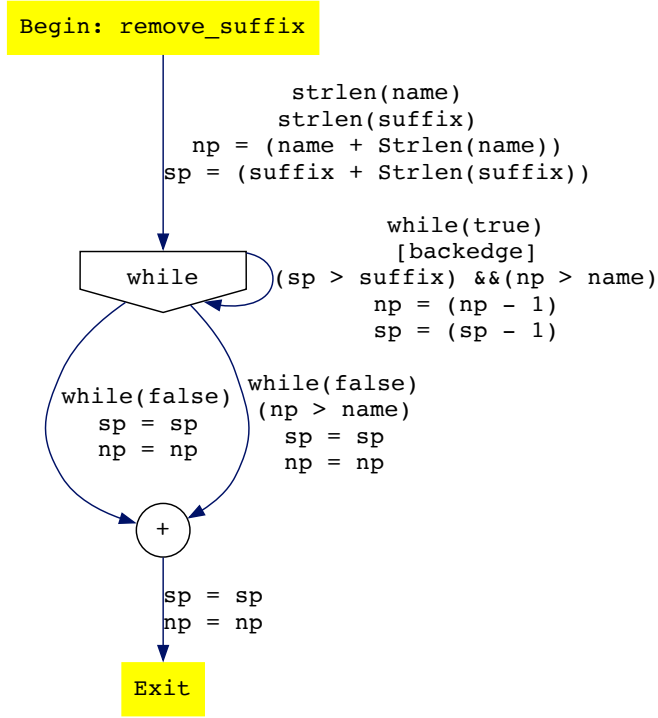 Begin: remove_suffix
strlen(name)
strlen(suffix)
np = (name + Strlen(name))
sp = (suffix + Strlen(suffix))
while
while(true)
[backedge]
(sp > suffix) &&(np > name)
np = (np - 1)
sp = (sp - 1)
while(false)
sp = sp
np = np
while(false)
(np > name)
sp = sp
np = np
+
sp = sp
np = np
Exit